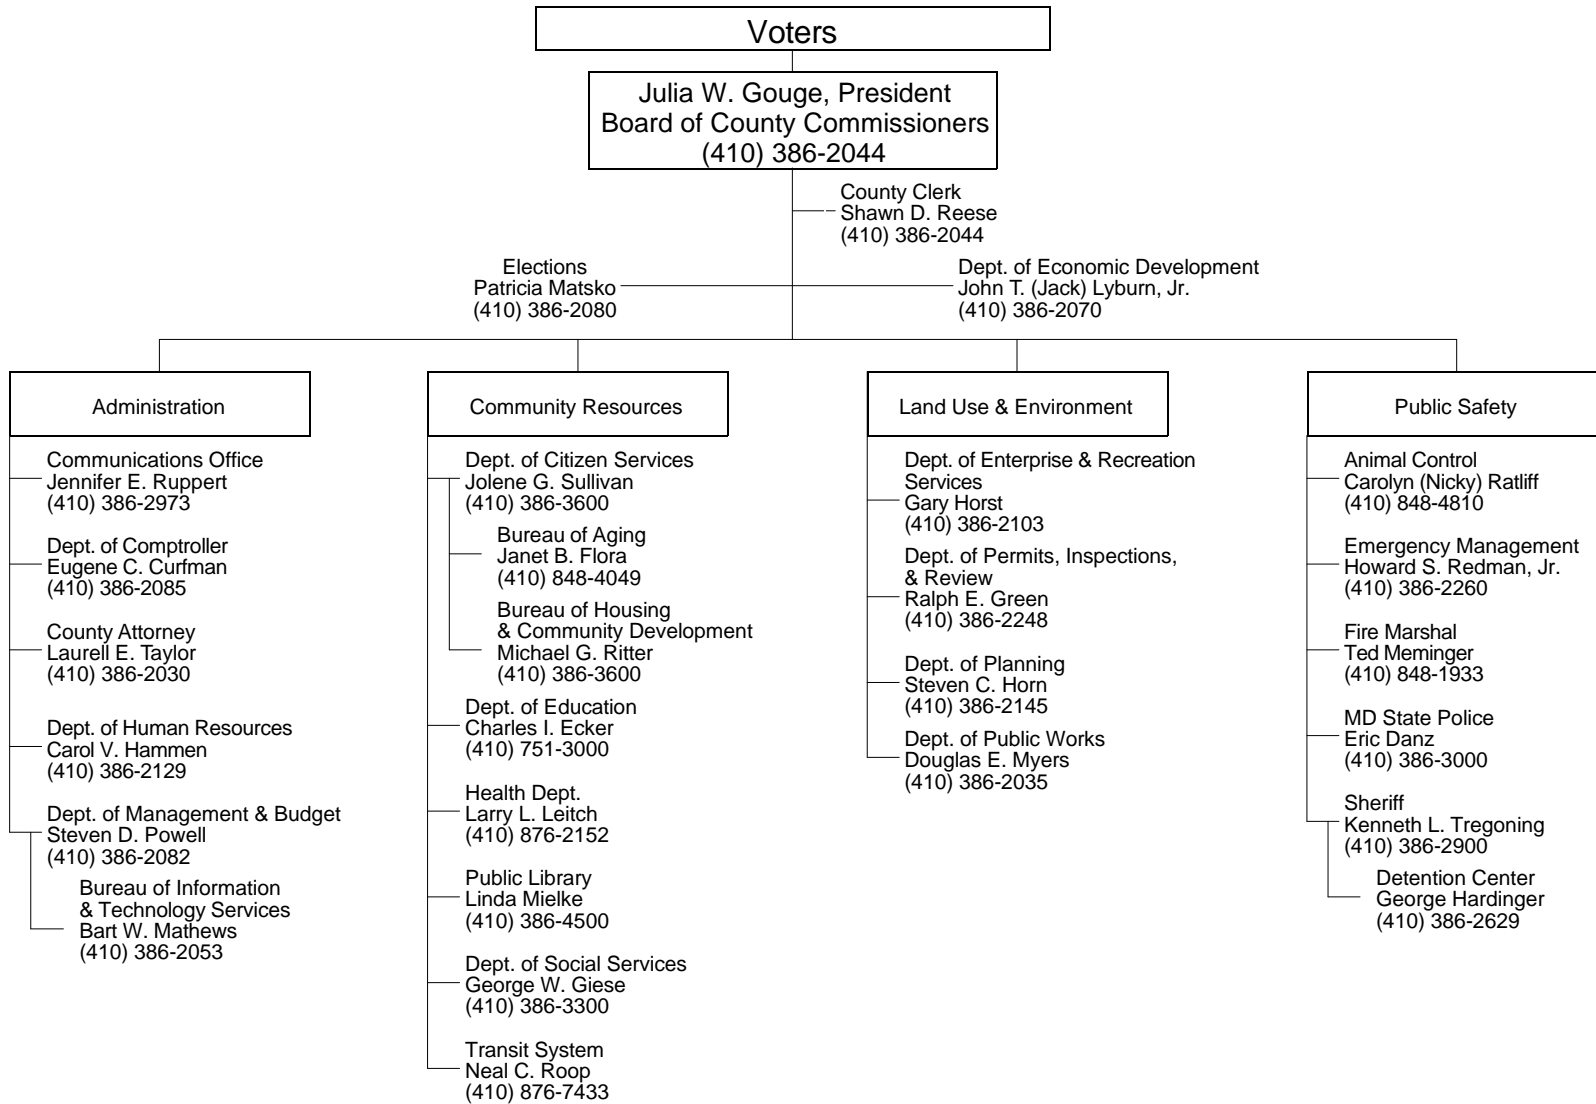 Voters
Julia W. Gouge, President
Board of County Commissioners
(410) 386-2044
County Clerk
Shawn D. Reese
(410) 386-2044
Elections
Patricia Matsko
(410) 386-2080
Dept. of Economic Development
John T. (Jack) Lyburn, Jr.
(410) 386-2070
Administration
Communications Office
Jennifer E. Ruppert
(410) 386-2973
Dept. of Comptroller
Eugene C. Curfman
(410) 386-2085
County Attorney
Laurell E. Taylor
(410) 386-2030
Dept. of Human Resources
Carol V. Hammen
(410) 386-2129
Dept. of Management & Budget
Steven D. Powell
(410) 386-2082
Bureau of Information
& Technology Services
Bart W. Mathews
(410) 386-2053
Community Resources
Dept. of Citizen Services
Jolene G. Sullivan
(410) 386-3600
Bureau of Aging
Janet B. Flora
(410) 848-4049
Bureau of Housing
& Community Development
Michael G. Ritter
(410) 386-3600
Dept. of Education
Charles I. Ecker
(410) 751-3000
Health Dept.
Larry L. Leitch
(410) 876-2152
Public Library
Linda Mielke
(410) 386-4500
Dept. of Social Services
George W. Giese
(410) 386-3300
Transit System
Neal C. Roop
(410) 876-7433
Land Use & Environment
Dept. of Enterprise & Recreation
Services
Gary Horst
(410) 386-2103
Dept. of Permits, Inspections,
& Review
Ralph E. Green
(410) 386-2248
Dept. of Planning
Steven C. Horn
(410) 386-2145
Dept. of Public Works
Douglas E. Myers
(410) 386-2035
Public Safety
Animal Control
Carolyn (Nicky) Ratliff
(410) 848-4810
Emergency Management
Howard S. Redman, Jr.
(410) 386-2260
Fire Marshal
Ted Meminger
(410) 848-1933
MD State Police
Eric Danz
(410) 386-3000
Sheriff
Kenneth L. Tregoning
(410) 386-2900
Detention Center
George Hardinger
(410) 386-2629